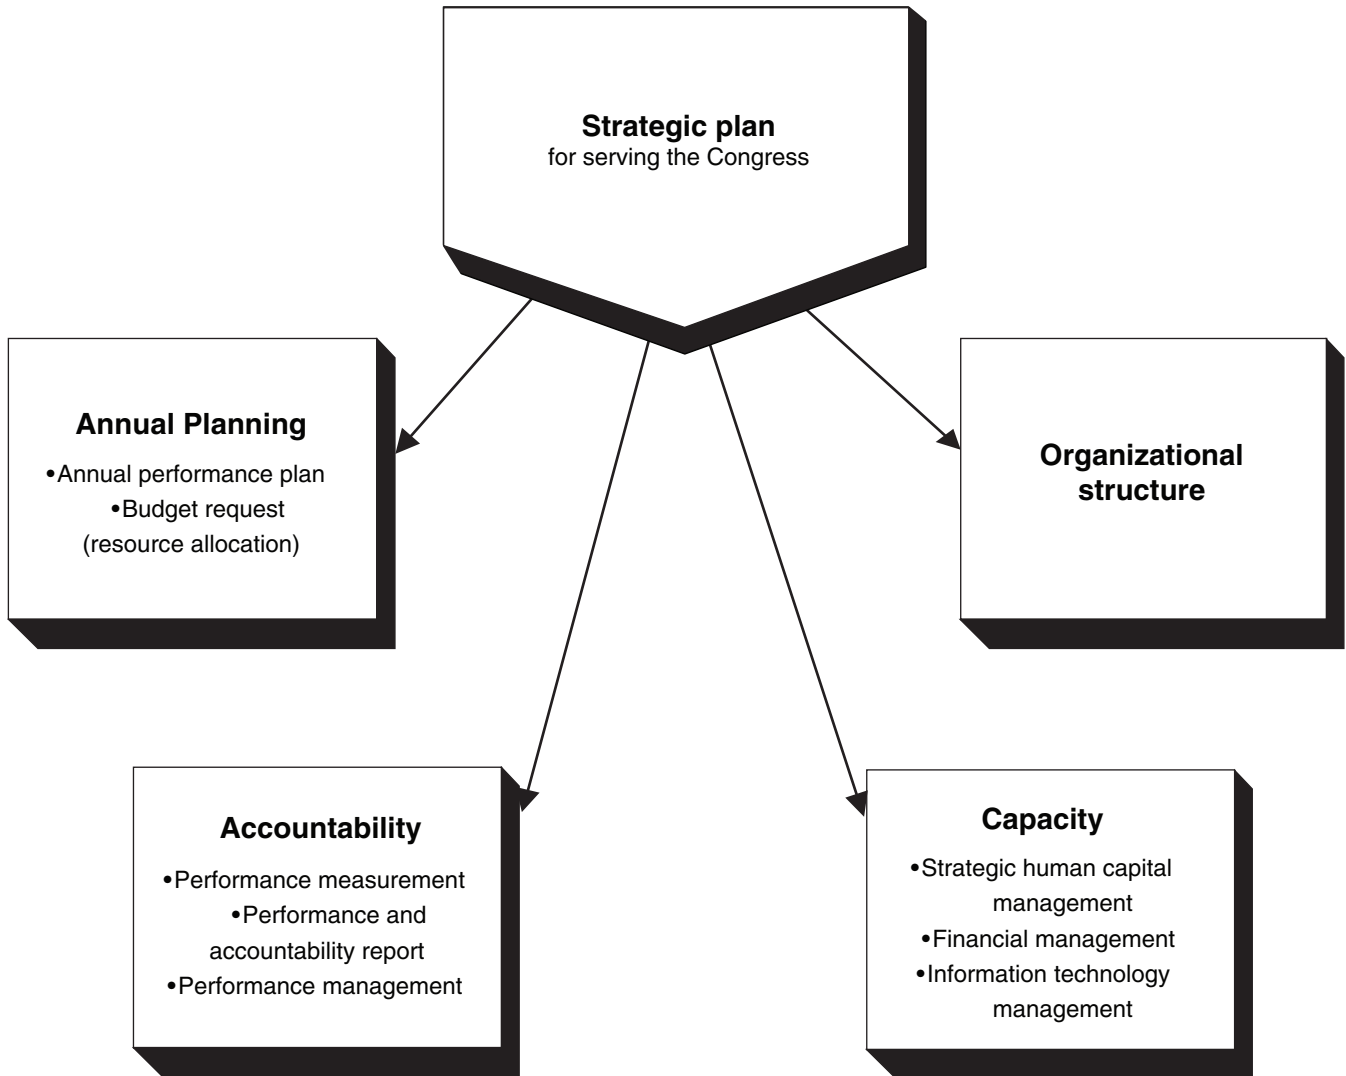 Strategic plan
for serving the Congress
Annual Planning
•Annual performance plan
•Budget request
(resource allocation)
Organizational
structure
Accountability
•Performance measurement
•Performance and
accountability report
•Performance management
Capacity
•Strategic human capital
management
•Financial management
•Information technology
management